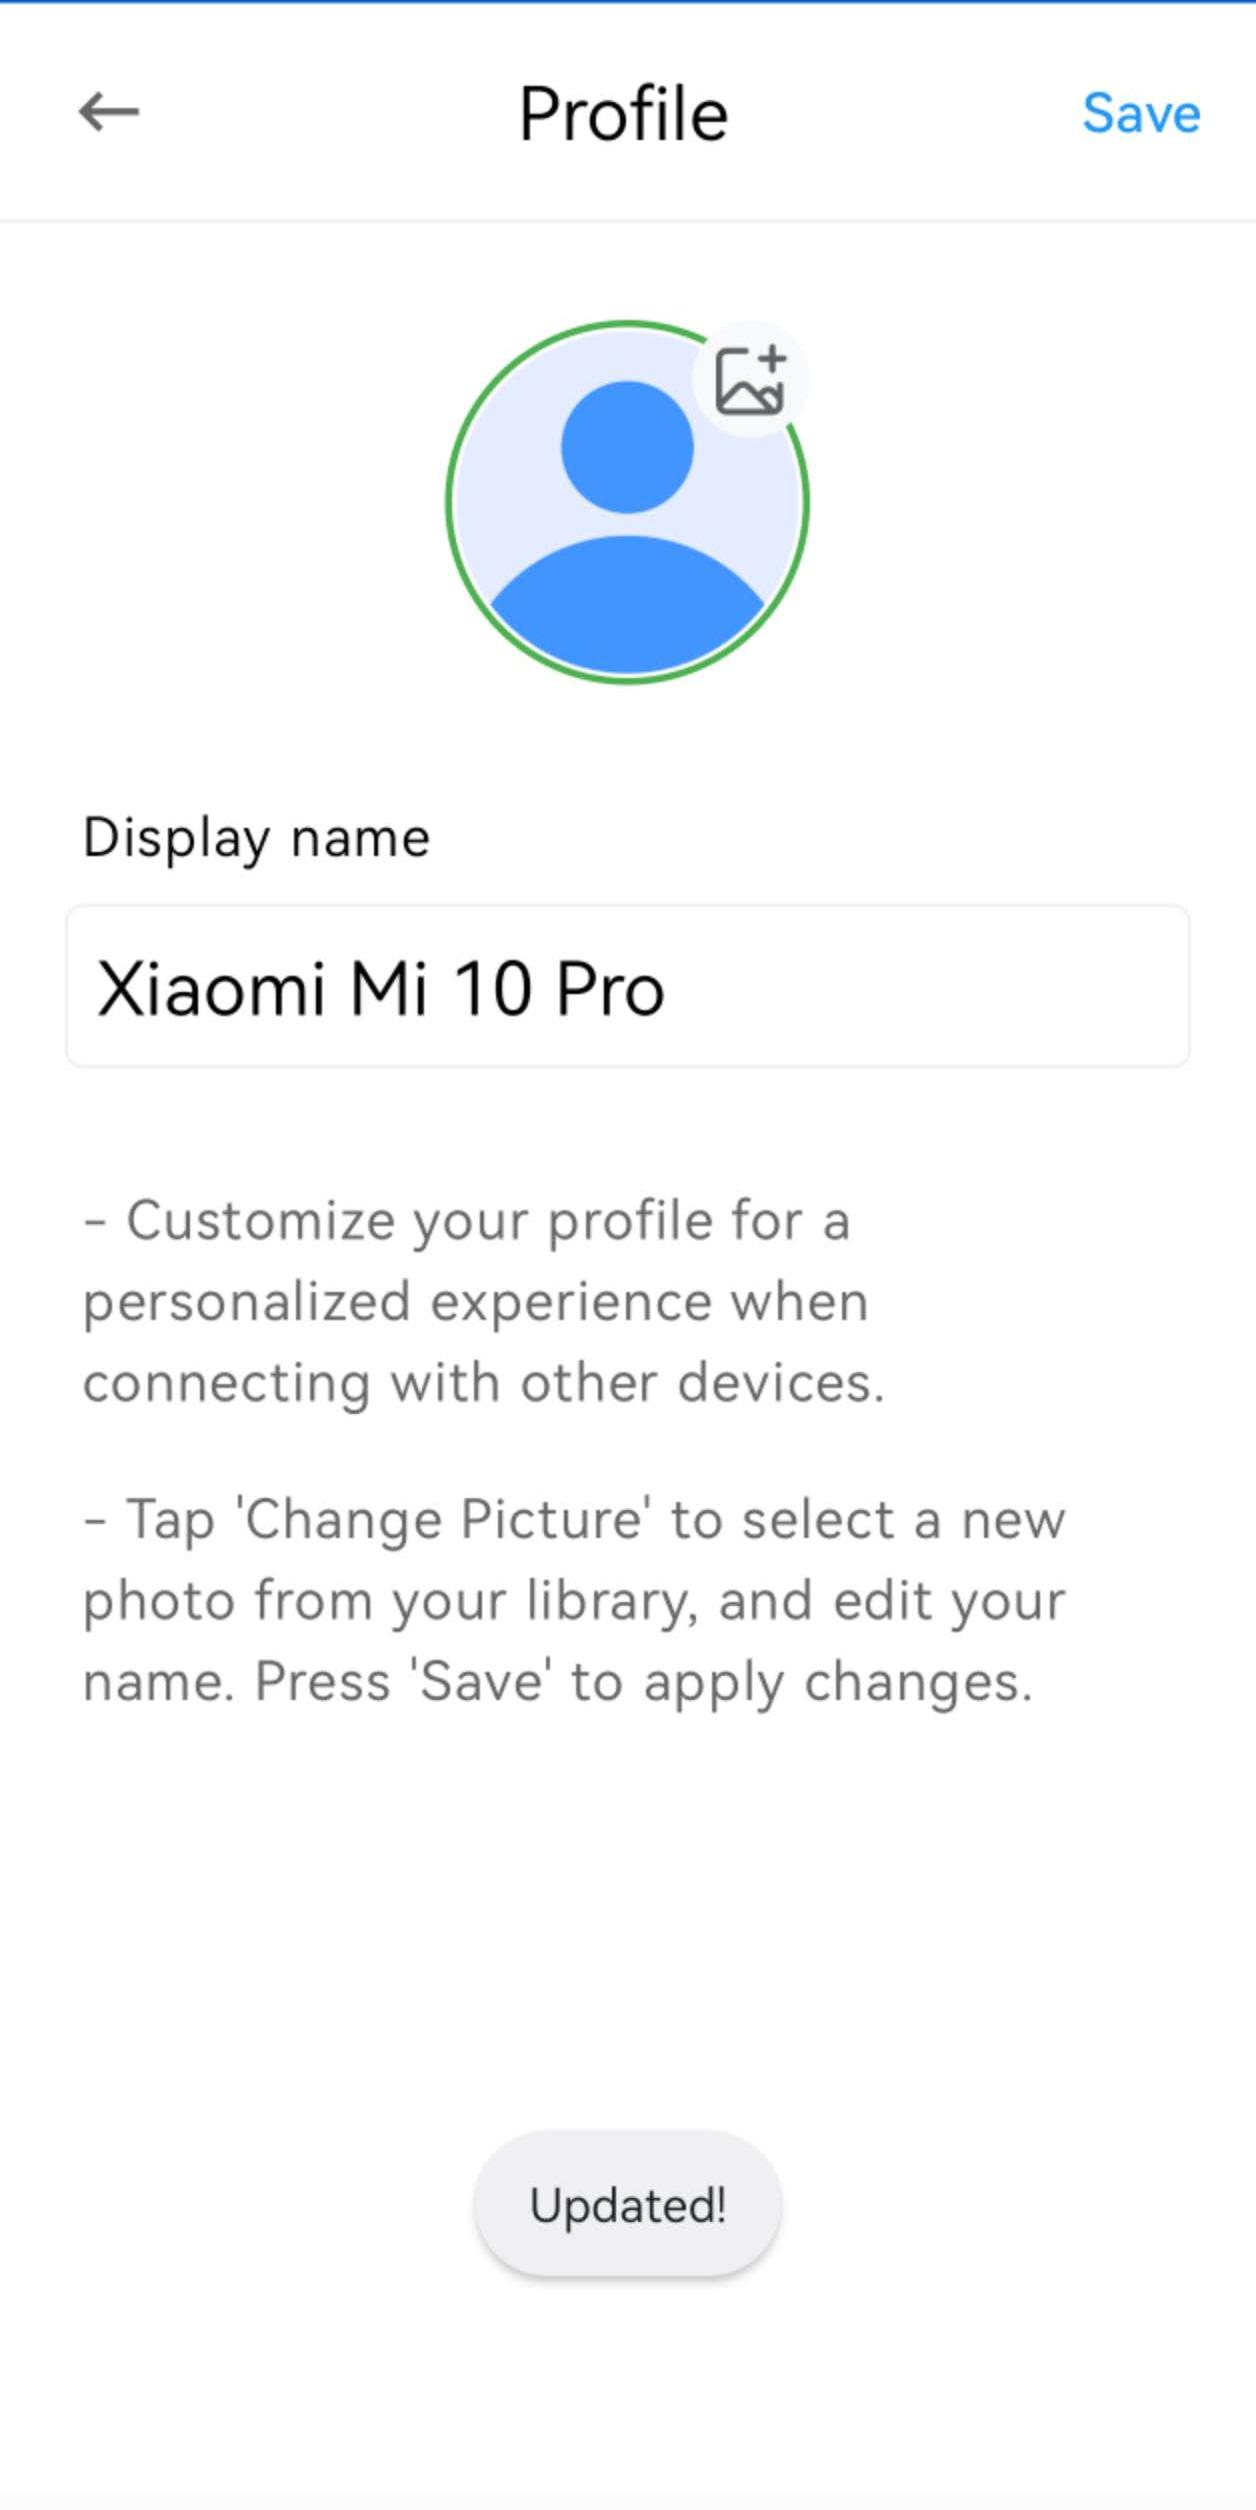 Profile
Save
Display name
Xiaomi Mi 10 Pro
- Customize your profile for a
personalized experience when
connecting with other devices.
- Tap 'Change Picture' to select a new
photo from your library, and edit your
name. Press 'Save' to apply changes.
Updated!